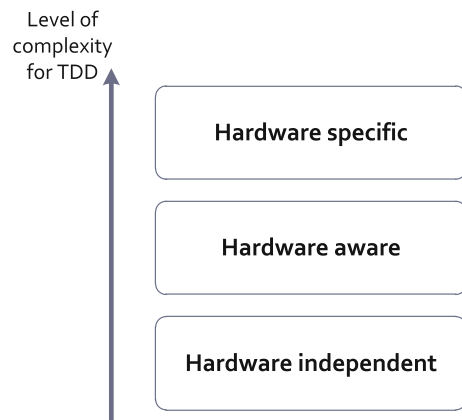 Level of
complexity
for TDD
Hardware specific
Hardware aware
Hardware independent